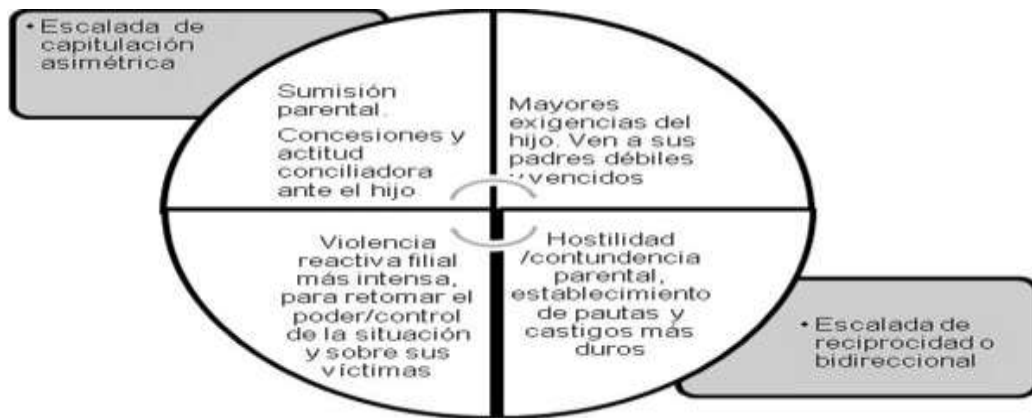 • Escalada de
capitulación
asimétrica
Sumisión
parental.
Concesiones y
actitud
conciliadora
ante el hijo
Mayores
exigencias del
hijo. Ven a sus
padres débiles
y vencidos
Violencia
reactiva filial
más intensa,
para retomar el
poder/control
de la situación
y sobre sus
víctimas
Hostilidad
/contundencia
parental,
establecimiento
de pautas y
castigos más
duros
• Escalada de
reciprocidad o
bidireccional